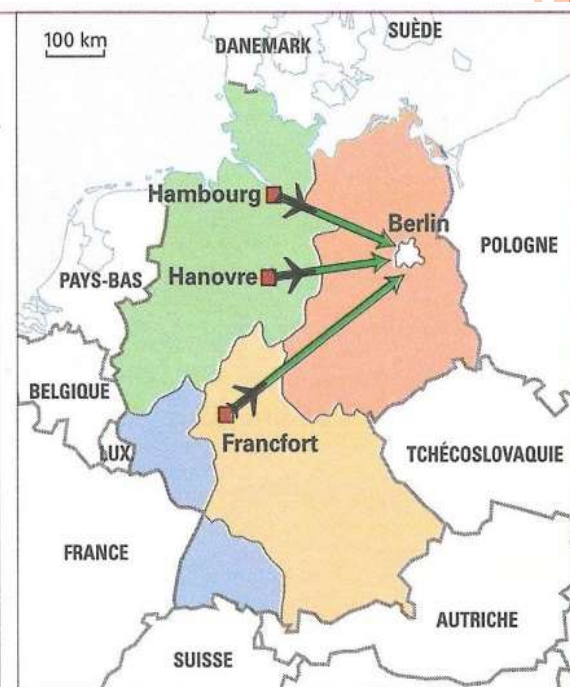 100 km
SUÈDE
DANEMARK
Hambourg
Berlin
POLOGNE
PAYS-BAS
Hanovre
BELGIQUE
LUX
Francfort
TCHÉCOSLOVAQUIE
FRANCE
AUTRICHE
SUISSE